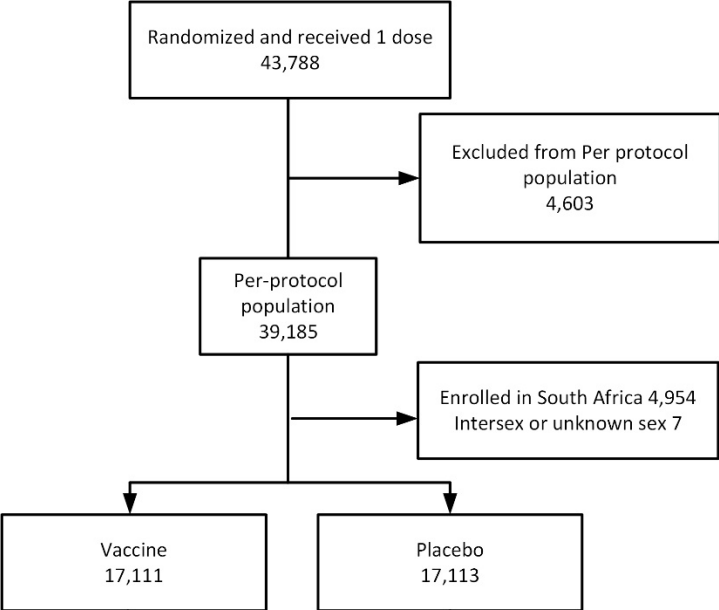 Randomized and received 1 dose
43,788
Excluded from Per protocol
population
4,603
Per-protocol
population
39,185
Enrolled in South Africa 4,954
Intersex or unknown sex 7
Vaccine
17,111
Placebo
17,113